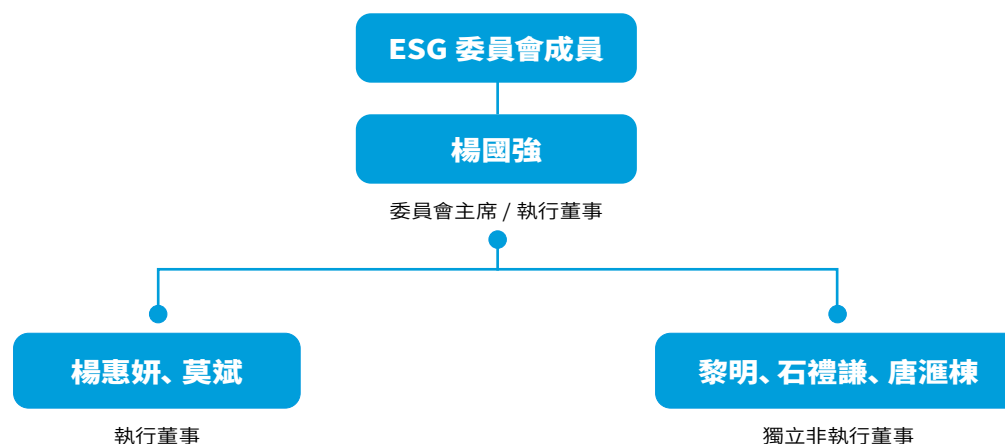 ESG 委員會成員
楊國強
委員會主席 / 執行董事
楊惠妍、莫斌
執行董事
黎明、石禮謙、唐滙棟
獨立非執行董事